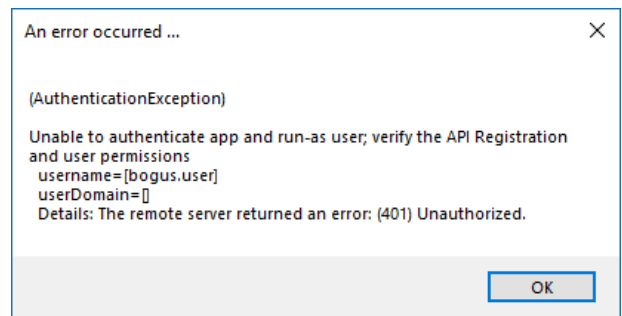 An error occurred ...
(AuthenticationException)
Unable to authenticate app and run-as user; verify the API Registration
and user permissions
username=[bogus.user]
userDomain=[]
Details: The remote server returned an error: (401) Unauthorized.
OK